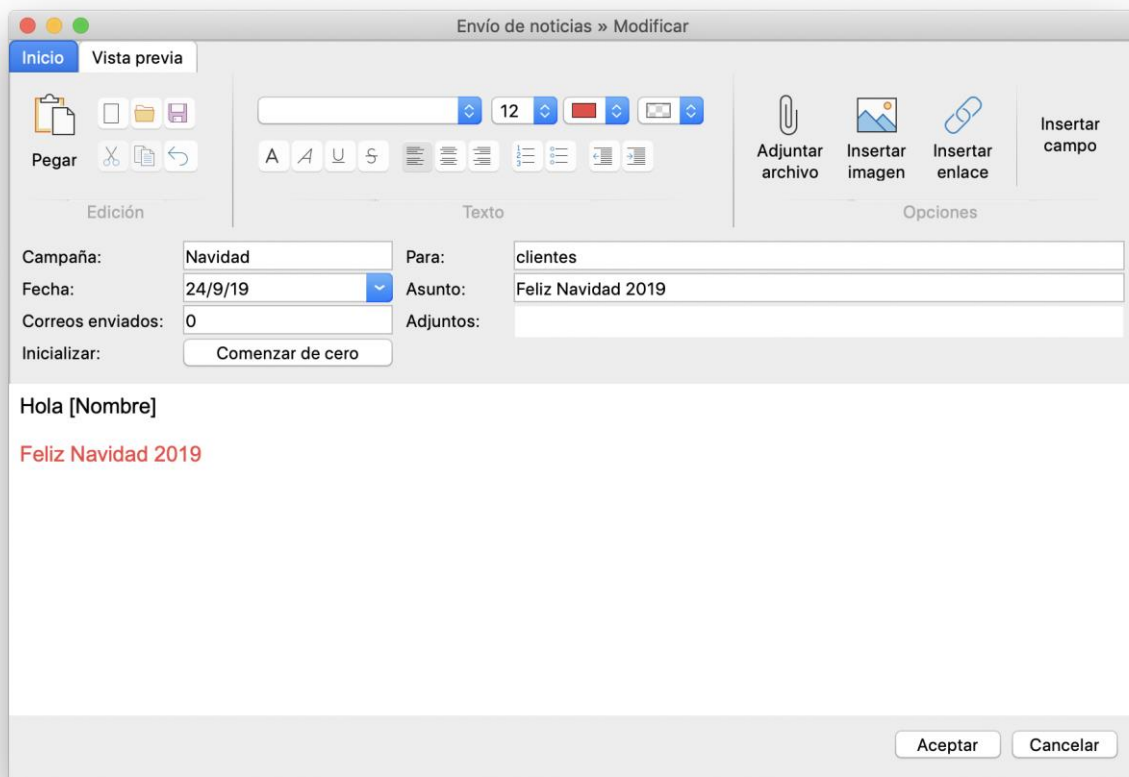 Envío de noticias » Modificar
Inicio Vista previa
Pegar
Edición
12
A A U S
Texto
Adjuntar archivo
Insertar imagen
Insertar enlace
Insertar campo
Opciones
Campaña: Navidad Para: clientes
Fecha: 24/9/19 Asunto: Feliz Navidad 2019
Correos enviados: 0 Adjuntos:
Inicializar: Comenzar de cero
Hola [Nombre]
Feliz Navidad 2019
Aceptar Cancelar